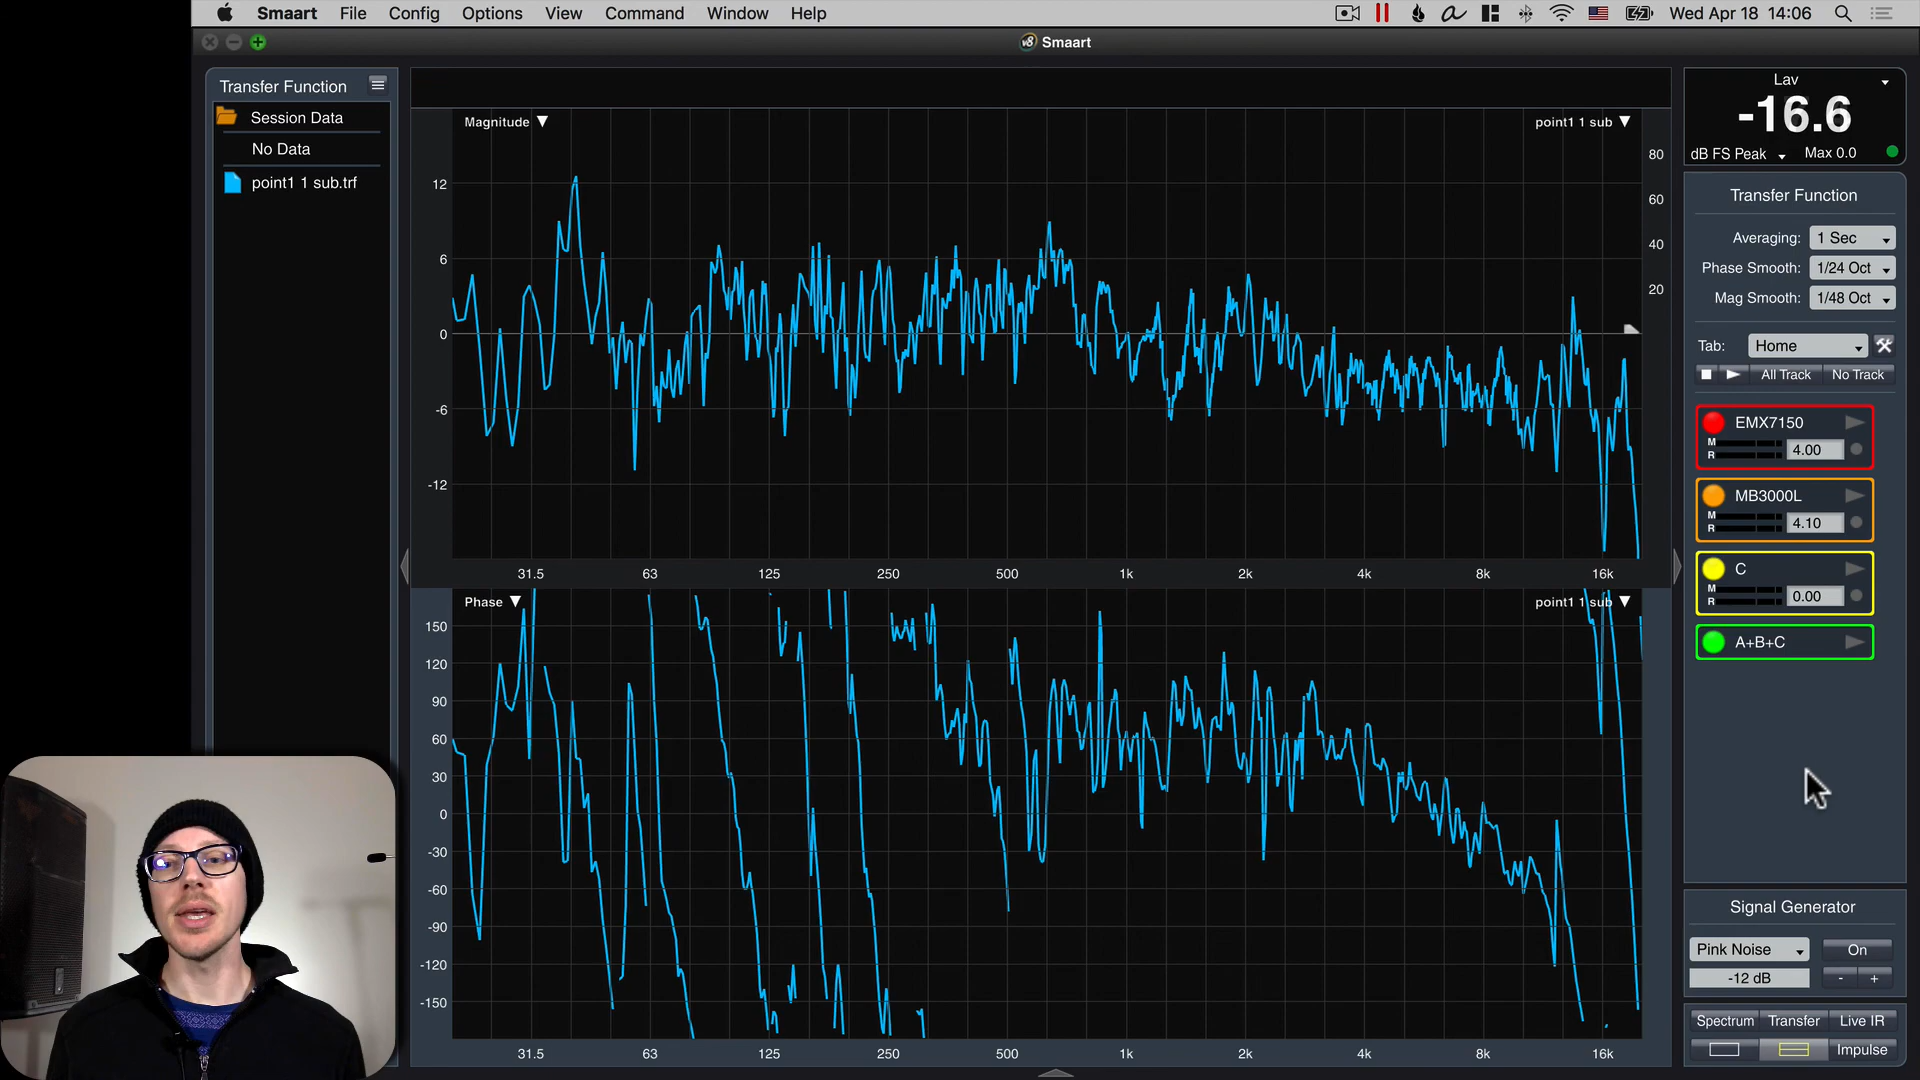 Smaart File Config Options View Command Window Help Wed Apr 18 14:06
v8 Smaart
Transfer Function
Session Data
No Data
point1 1 sub.trf
Magnitude point1 1 sub
12
6
0
-6
-12
80
60
40
20
31.5 63 125 250 500 1k 2k 4k 8k 16k
Phase point1 1 sub
150
120
90
60
30
0
-30
-60
-90
-120
-150
31.5 63 125 250 500 1k 2k 4k 8k 16k
Lav
-16.6
dB FS Peak Max 0.0
Transfer Function
Averaging: 1 Sec
Phase Smooth: 1/24 Oct
Mag Smooth: 1/48 Oct
Tab: Home
All Track No Track
EMX7150
M
R 4.00
MB3000L
M
R 4.10
C
M
R 0.00
A+B+C
Signal Generator
Pink Noise On
-12 dB - +
Spectrum Transfer Live IR
Impulse